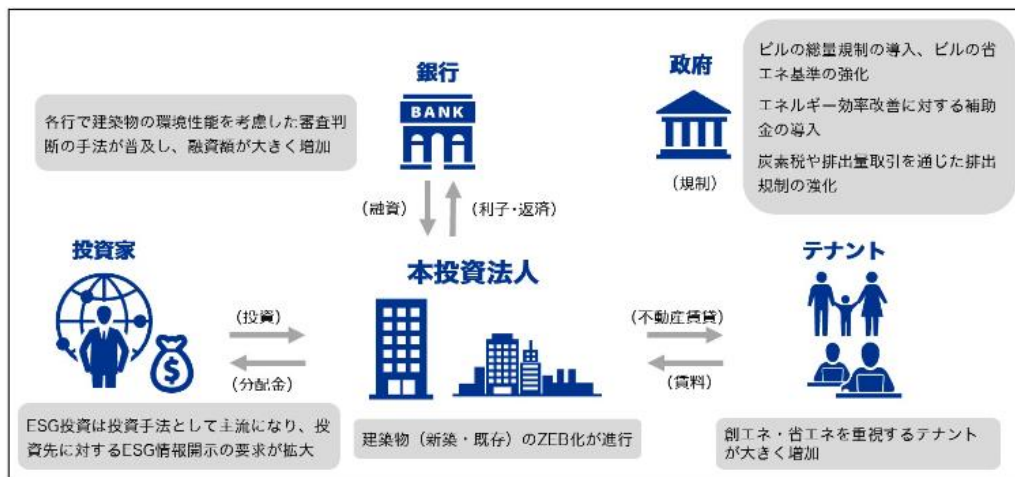 銀行
BANK
各行で建築物の環境性能を考慮した審査判
断の手法が普及し、融資額が大きく増加
政府
(規制)
ビルの総量規制の導入、ビルの省
エネ基準の強化
エネルギー効率改善に対する補助
金の導入
炭素税や排出量取引を通じた排出
規制の強化
(融資)
(利子・返済)
投資家
$
(投資)
(分配金)
ESG投資は投資手法として主流になり、投
資先に対するESG情報開示の要求が拡大
本投資法人
建築物(新築・既存)のZEB化が進行
(不動産賃貸)
(賃料)
テナント
創エネ・省エネを重視するテナント
が大きく増加